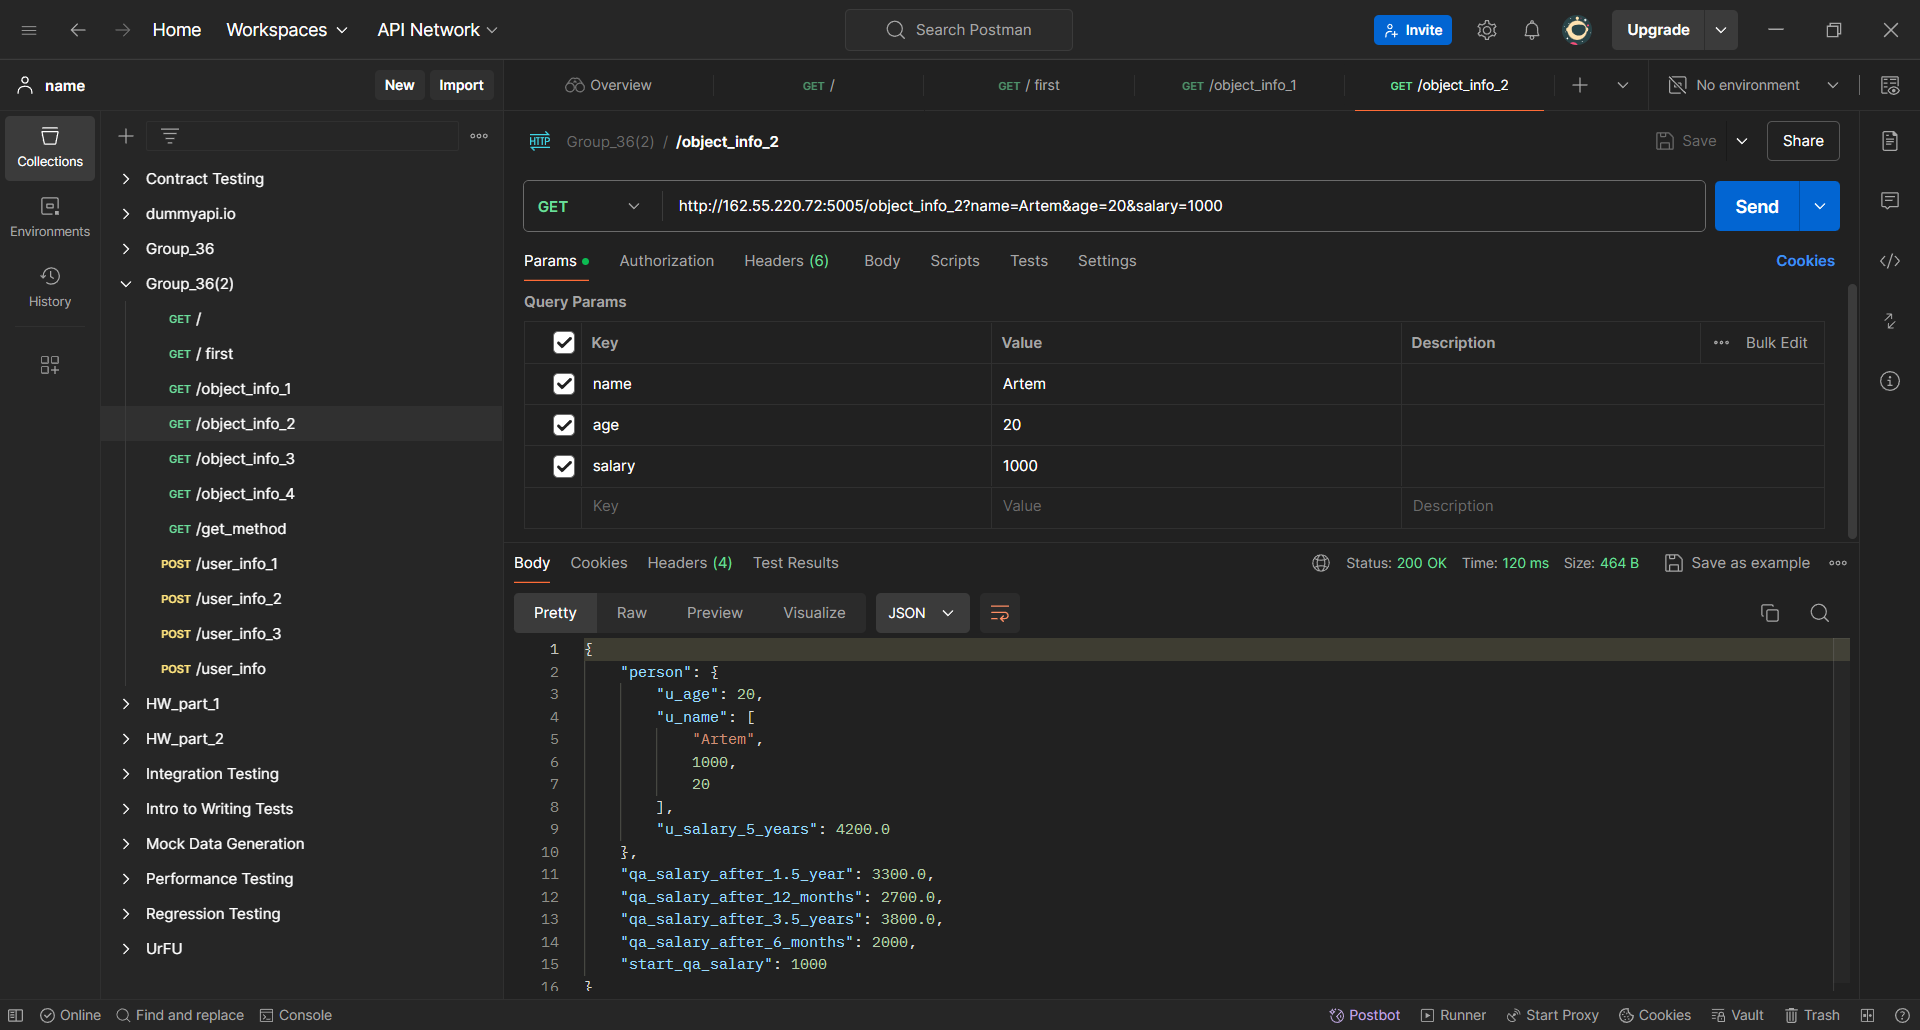 Home Workspaces API Network Search Postman Invite Upgrade
name New Import Overview GET / GET / first GET /object_info_1 GET /object_info_2 No environment
Collections
Environments
History
Contract Testing
dummyapi.io
Group_36
Group_36(2)
GET /
GET / first
GET /object_info_1
GET /object_info_2
GET /object_info_3
GET /object_info_4
GET /get_method
POST /user_info_1
POST /user_info_2
POST /user_info_3
POST /user_info
HW_part_1
HW_part_2
Integration Testing
Intro to Writing Tests
Mock Data Generation
Performance Testing
Regression Testing
UrFU
HTTP Group_36(2) / /object_info_2 Save Share
GET http://162.55.220.72:5005/object_info_2?name=Artem&age=20&salary=1000 Send
Params Authorization Headers (6) Body Scripts Tests Settings Cookies
Query Params
Key Value Description Bulk Edit
name Artem
age 20
salary 1000
Key Value Description
Body Cookies Headers (4) Test Results Status: 200 OK Time: 120 ms Size: 464 B Save as example
Pretty Raw Preview Visualize JSON
1 {
2 "person": {
3 "u_age": 20,
4 "u_name": [
5 "Artem",
6 1000,
7 20
8 ],
9 "u_salary_5_years": 4200.0
10 },
11 "qa_salary_after_1.5_year": 3300.0,
12 "qa_salary_after_12_months": 2700.0,
13 "qa_salary_after_3.5_years": 3800.0,
14 "qa_salary_after_6_months": 2000,
15 "start_qa_salary": 1000
16 }
Online Find and replace Console Postbot Runner Start Proxy Cookies Vault Trash